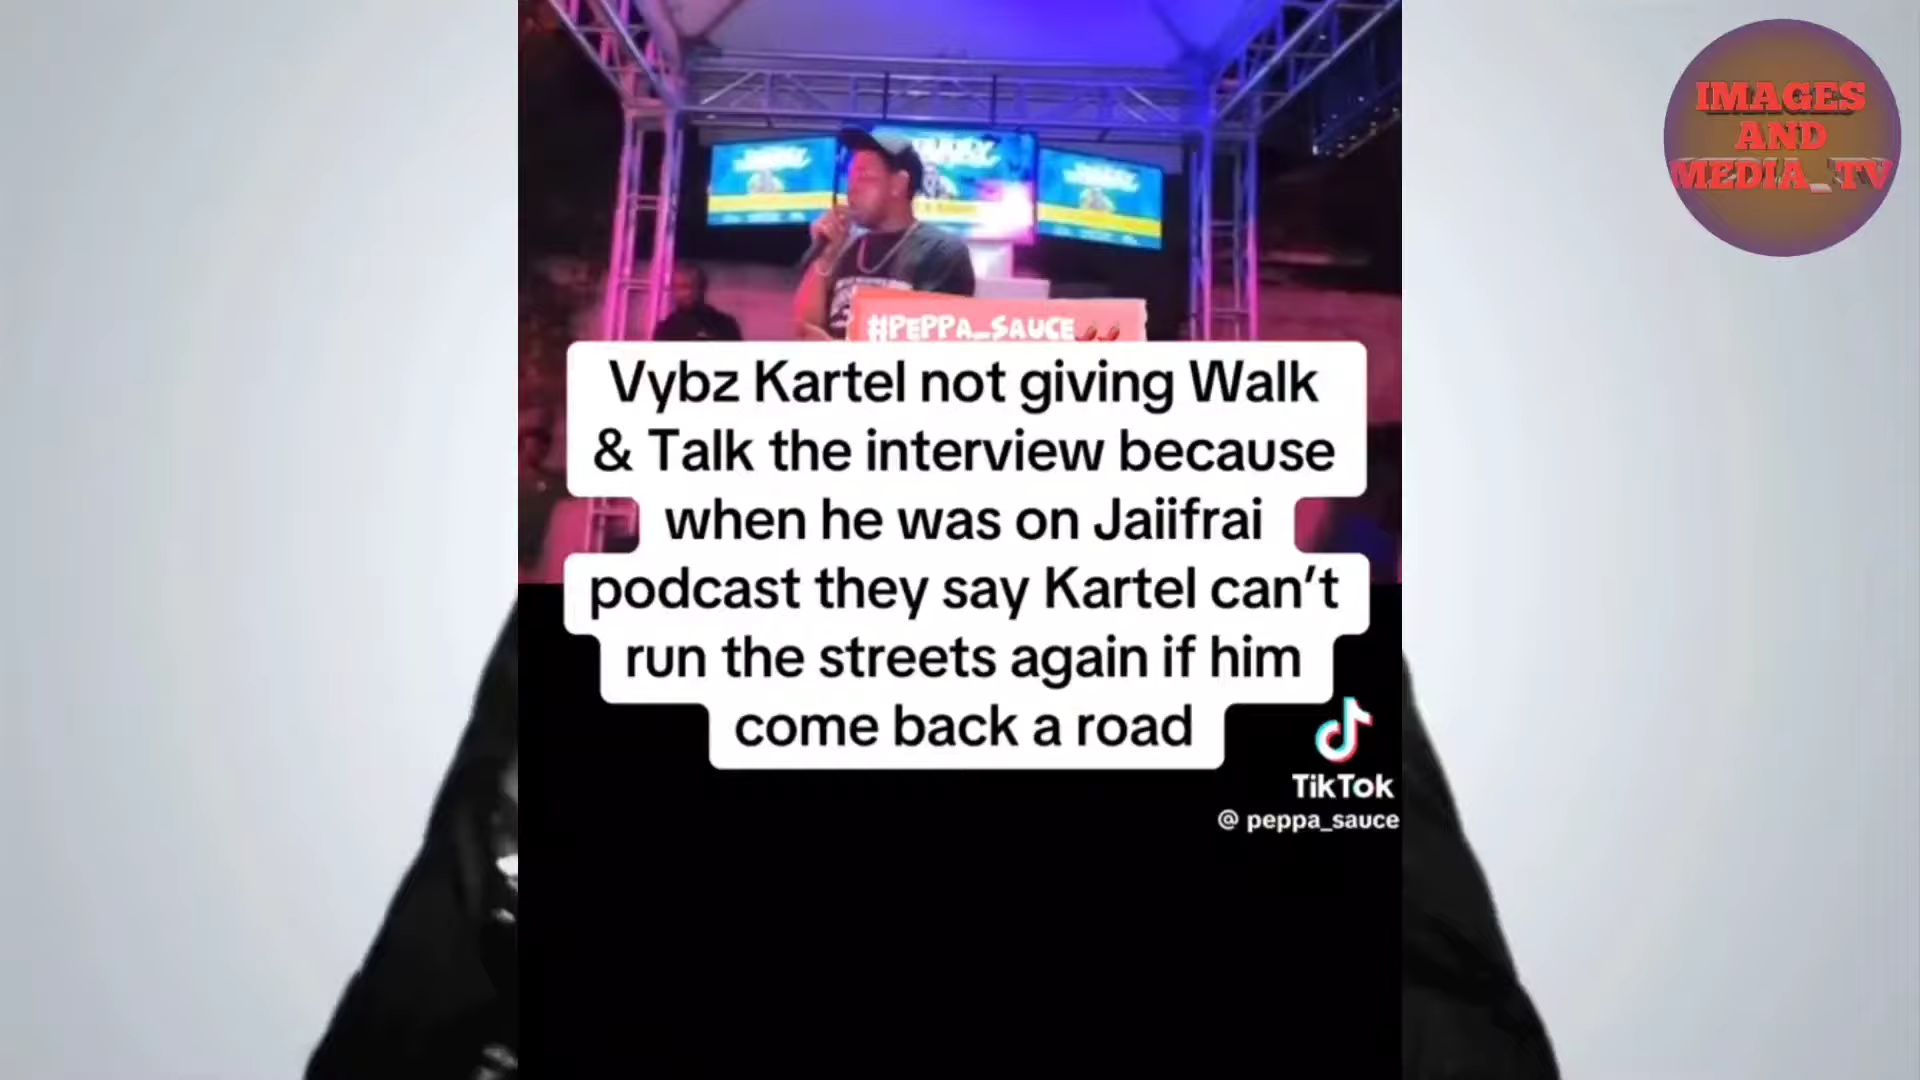 IMAGES
AND
MEDIA_TV
#PEPPA_SAUCE
Vybz Kartel not giving Walk
& Talk the interview because
when he was on Jaiifrai
podcast they say Kartel can’t
run the streets again if him
come back a road
TikTok
@ peppa_sauce